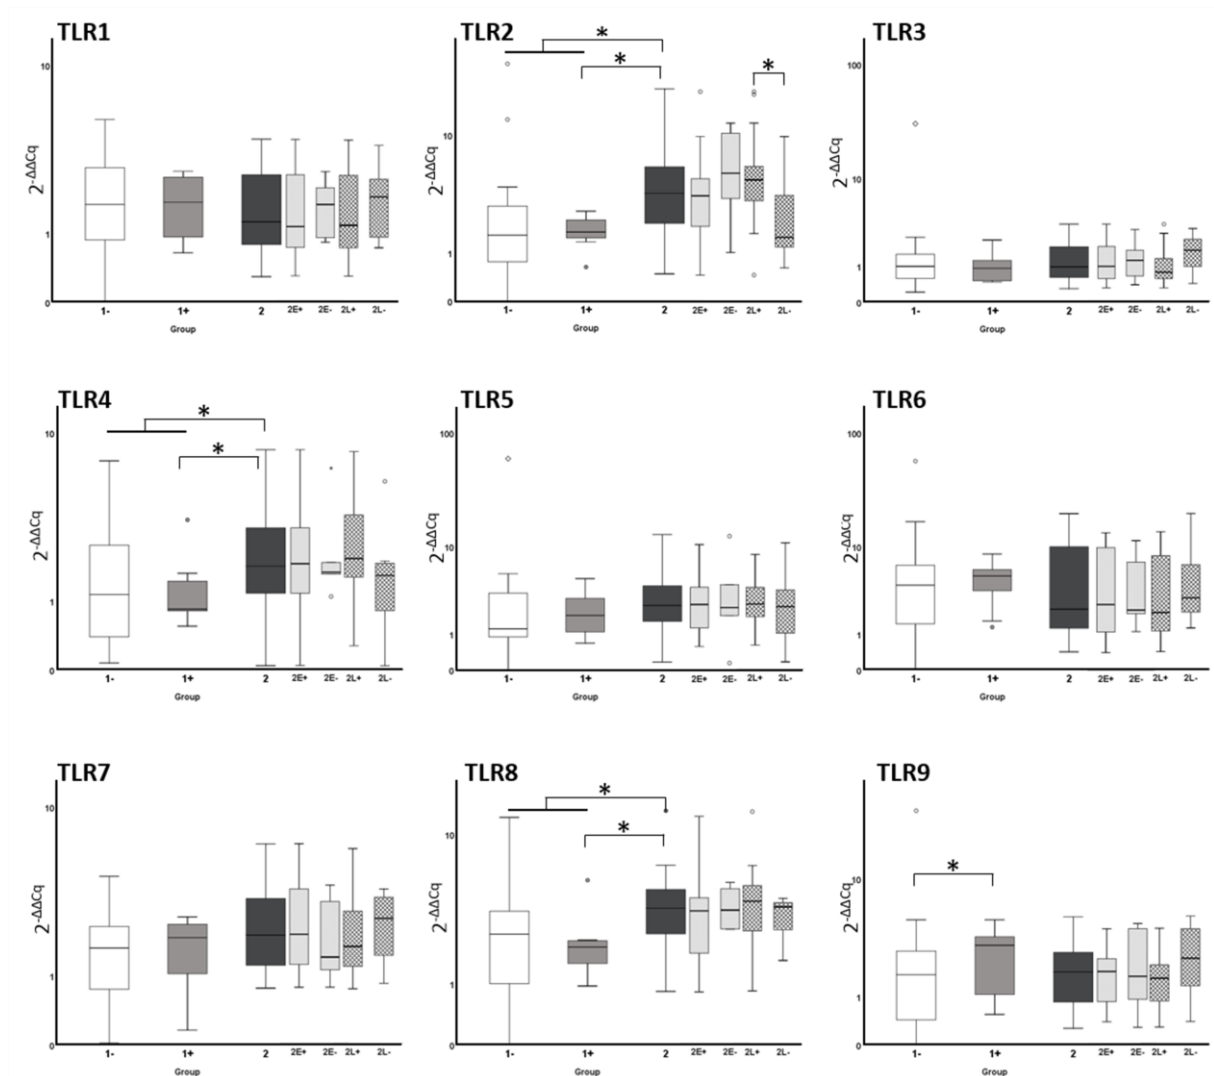 TLR1
10
2-ΔΔCq
1
0
1- 1+ 2 2E+ 2E- 2L+ 2L-
Group
TLR2
* *
*
10
2-ΔΔCq
1
0
1- 1+ 2 2E+ 2E- 2L+ 2L-
Group
TLR3
100
2-ΔΔCq
10
1
0
1- 1+ 2 2E+ 2E- 2L+ 2L-
Group
TLR4
*
*
10
2-ΔΔCq
1
0
1- 1+ 2 2E+ 2E- 2L+ 2L-
Group
TLR5
100
2-ΔΔCq
10
1
0
1- 1+ 2 2E+ 2E- 2L+ 2L-
Group
TLR6
100
2-ΔΔCq
10
1
0
1- 1+ 2 2E+ 2E- 2L+ 2L-
Group
TLR7
10
2-ΔΔCq
1
0
1- 1+ 2 2E+ 2E- 2L+ 2L-
Group
TLR8
*
*
10
2-ΔΔCq
1
0
1- 1+ 2 2E+ 2E- 2L+ 2L-
Group
TLR9
*
10
2-ΔΔCq
1
0
1- 1+ 2 2E+ 2E- 2L+ 2L-
Group